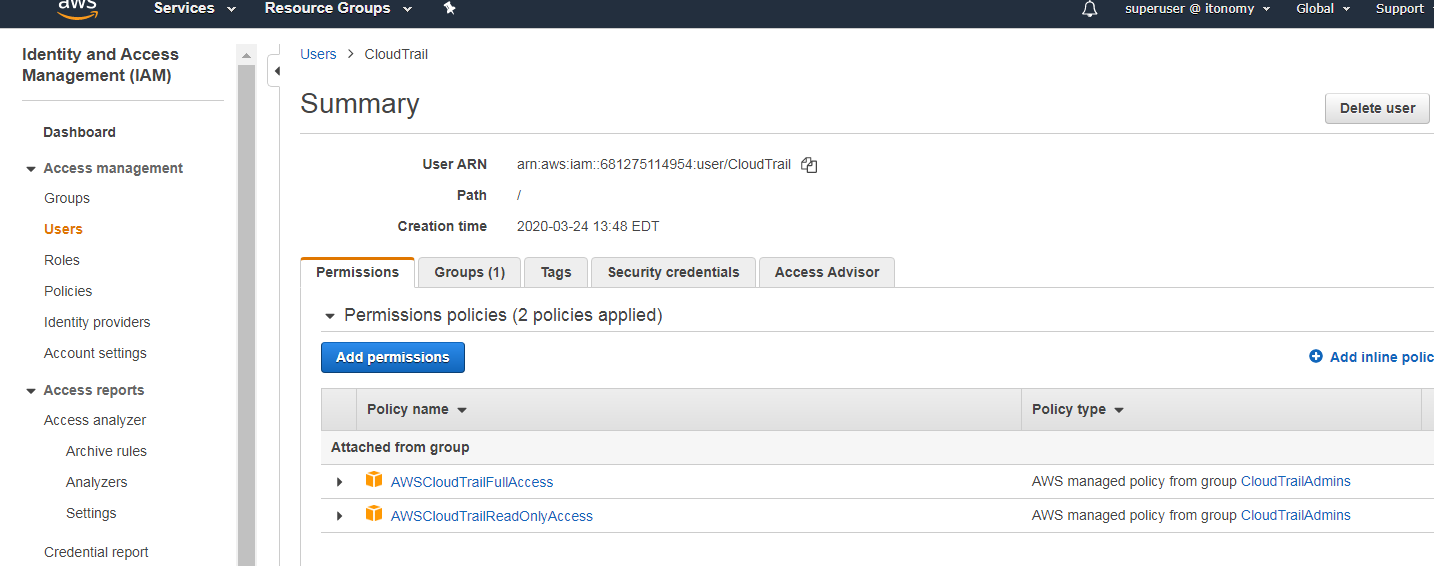 aws Services Resource Groups superuser @ itonomy Global Support
Identity and Access
Management (IAM)
Dashboard
Access management
Groups
Users
Roles
Policies
Identity providers
Account settings
Access reports
Access analyzer
Archive rules
Analyzers
Settings
Credential report
Users > CloudTrail
Summary
Delete user
User ARN arn:aws:iam::681275114954:user/CloudTrail
Path /
Creation time 2020-03-24 13:48 EDT
Permissions Groups (1) Tags Security credentials Access Advisor
Permissions policies (2 policies applied)
Add permissions Add inline polic
Policy name Policy type
Attached from group
AWSCloudTrailFullAccess AWS managed policy from group CloudTrailAdmins
AWSCloudTrailReadOnlyAccess AWS managed policy from group CloudTrailAdmins